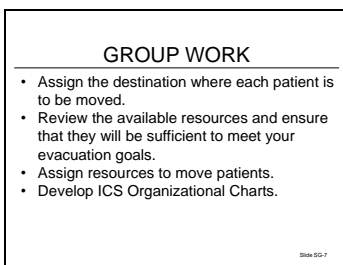 GROUP WORK
• Assign the destination where each patient is
to be moved.
• Review the available resources and ensure
that they will be sufficient to meet your
evacuation goals.
• Assign resources to move patients.
• Develop ICS Organizational Charts.
Slide SG-7